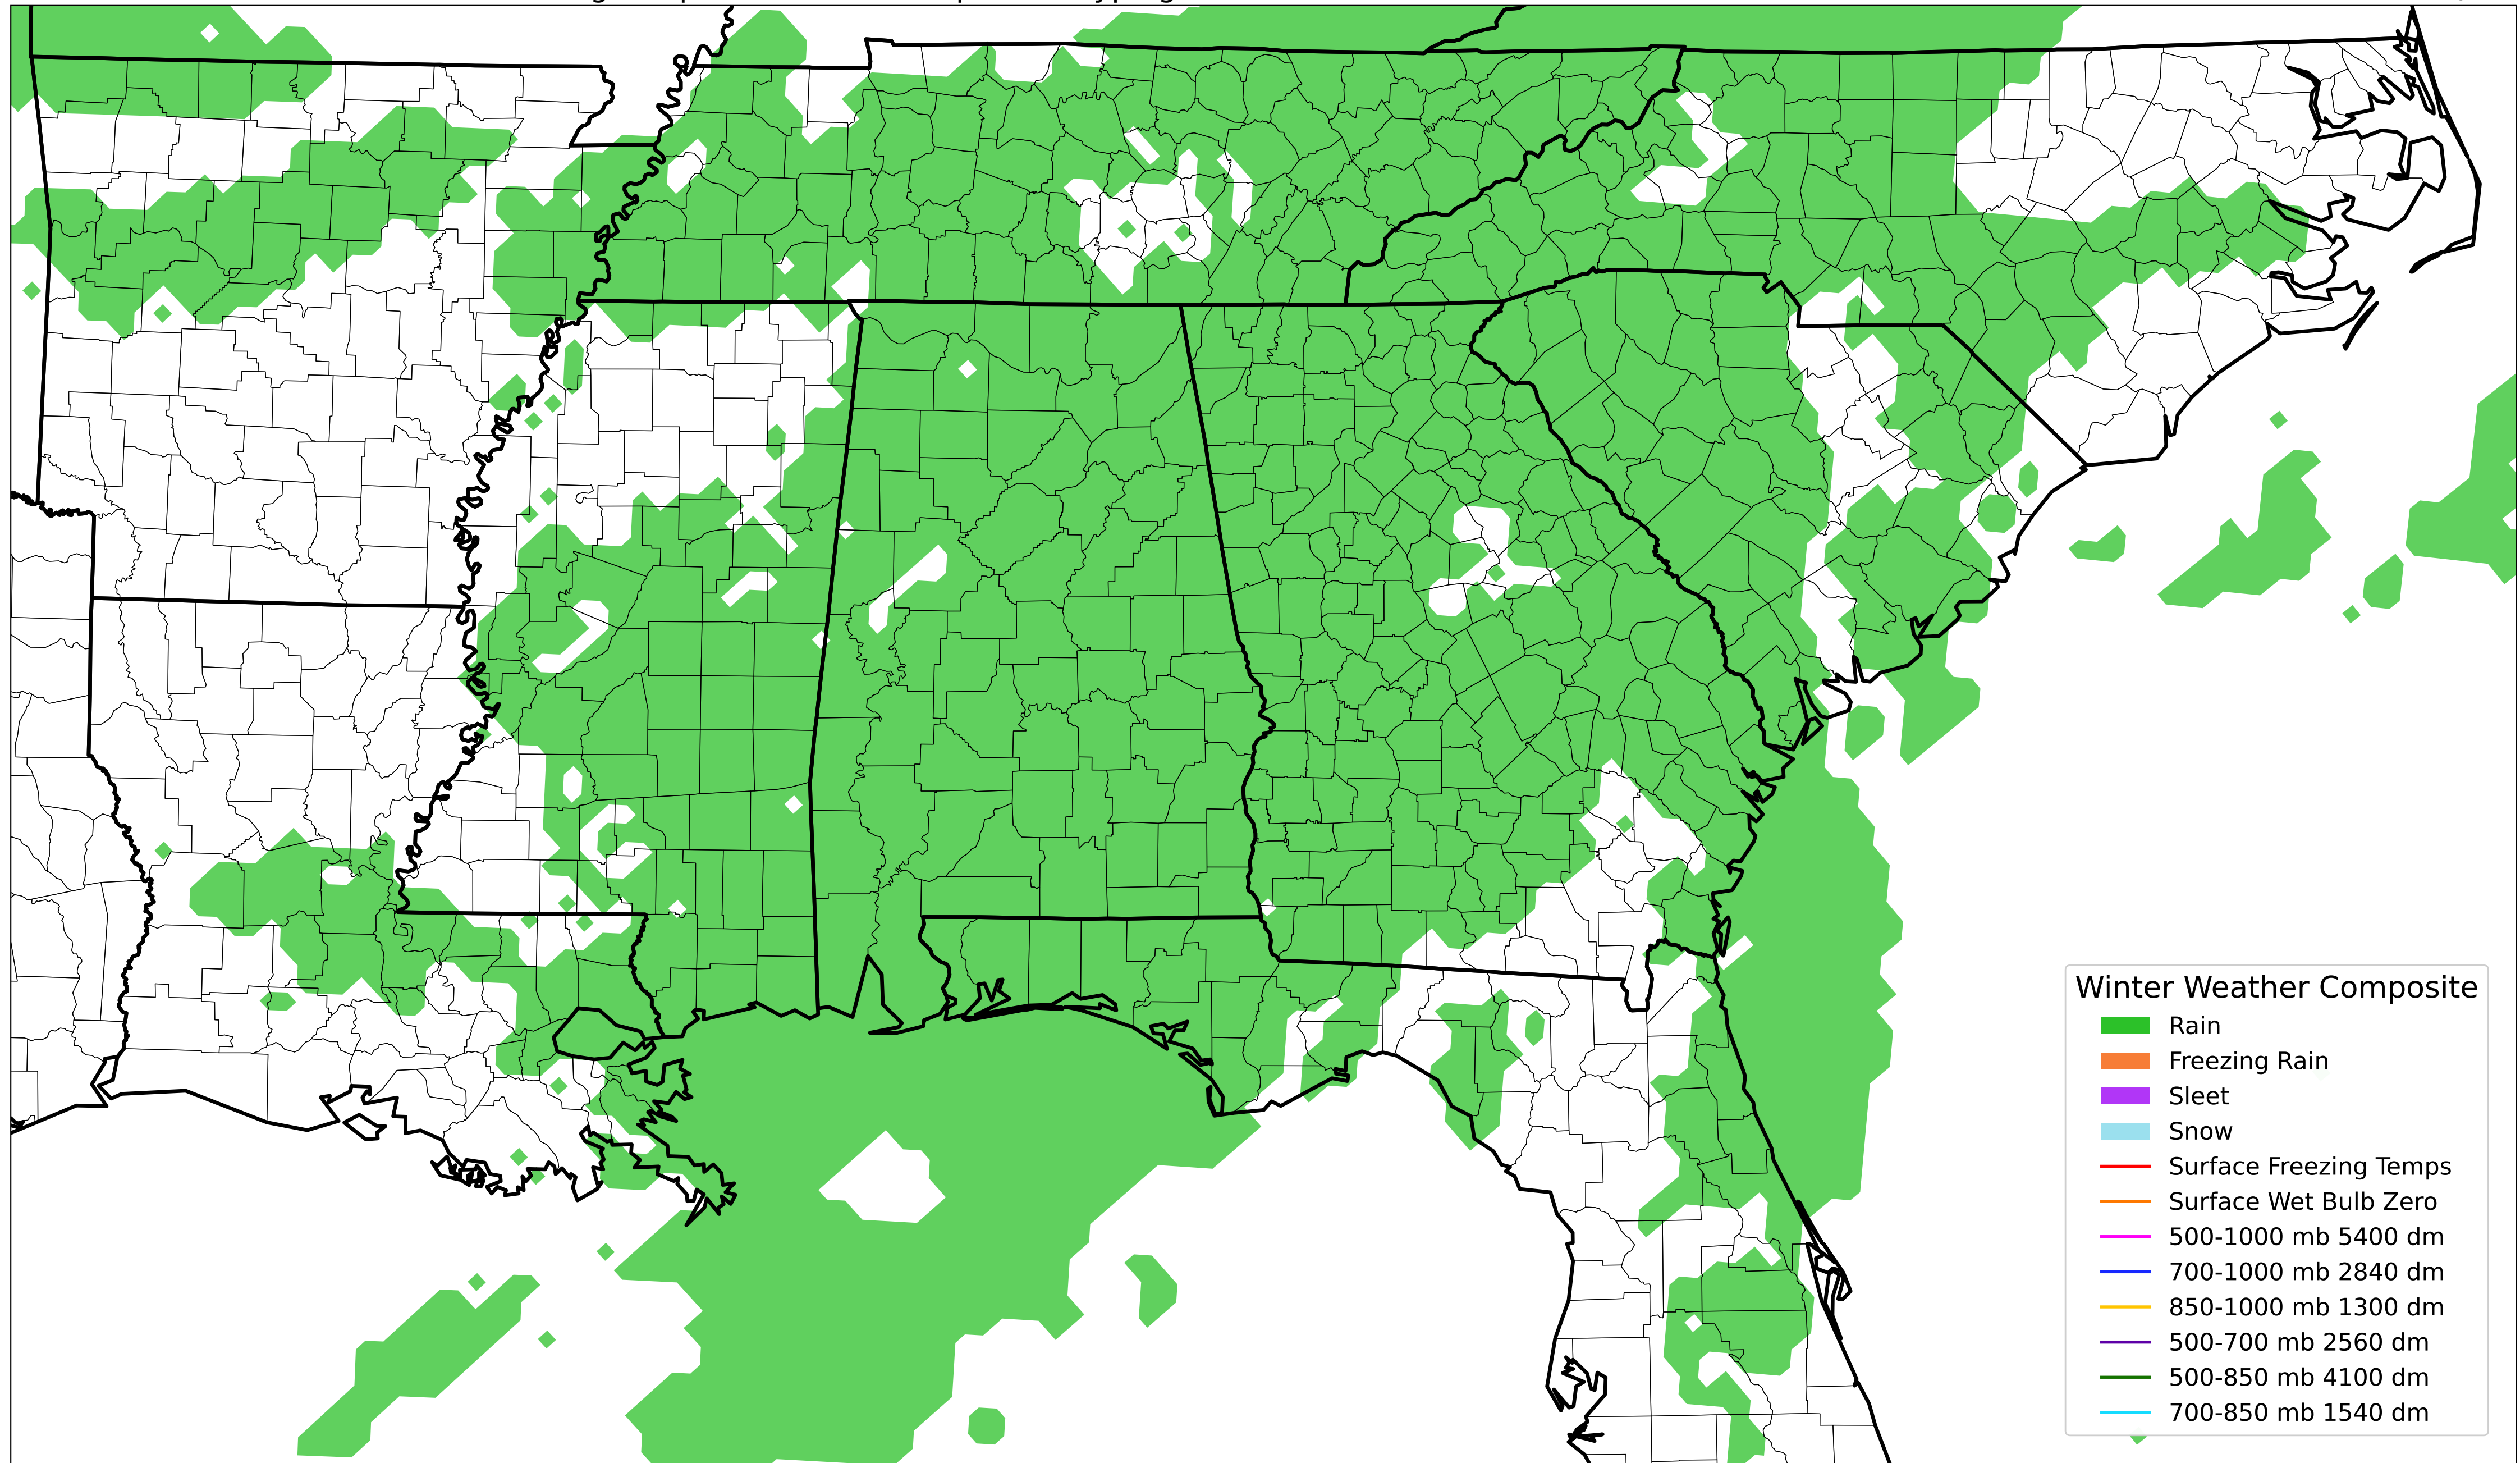 Winter Weather Composite
Rain
Freezing Rain
Sleet
Snow
Surface Freezing Temps
Surface Wet Bulb Zero
500-1000 mb 5400 dm
700-1000 mb 2840 dm
850-1000 mb 1300 dm
500-700 mb 2560 dm
500-850 mb 4100 dm
700-850 mb 1540 dm